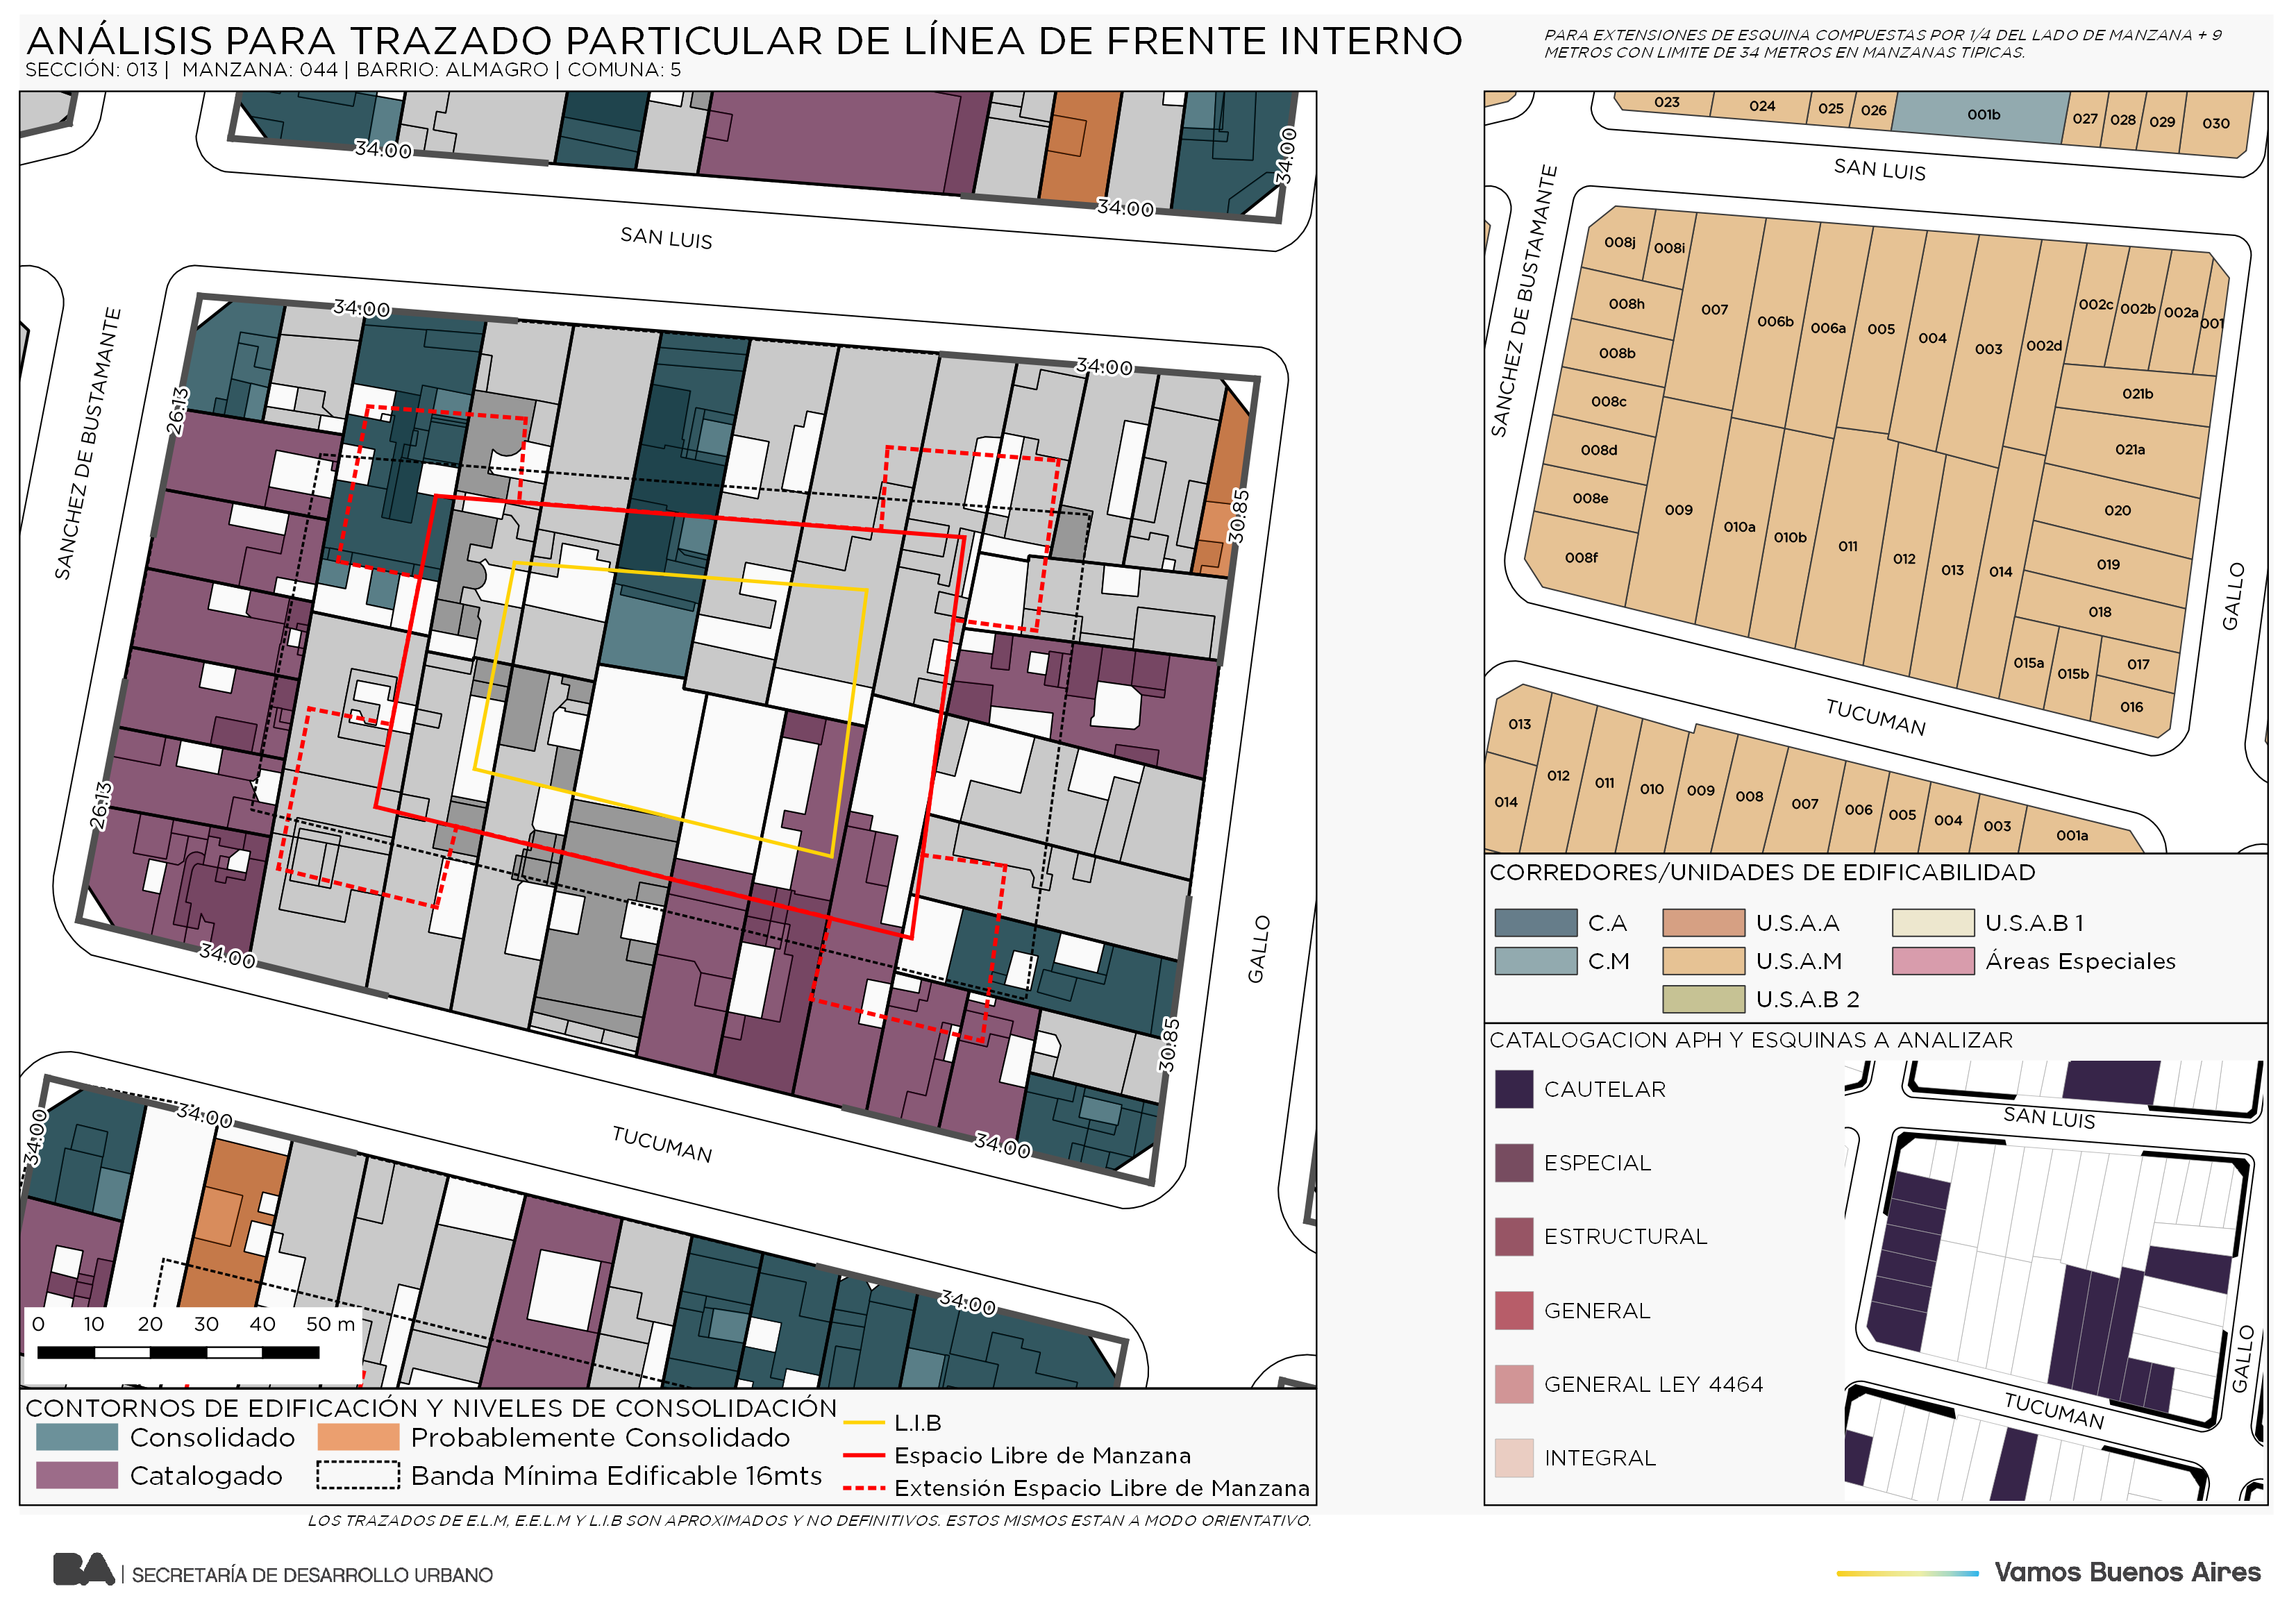 ANÁLISIS PARA TRAZADO PARTICULAR DE LÍNEA DE FRENTE INTERNO
SECCIÓN: 013 | MANZANA: 044 | BARRIO: ALMAGRO | COMUNA: 5
PARA EXTENSIONES DE ESQUINA COMPUESTAS POR 1/4 DEL LADO DE MANZANA + 9
METROS CON LIMITE DE 34 METROS EN MANZANAS TIPICAS.
34.00
34.00
34.00
SAN LUIS
34.00
34.00
SANCHEZ DE BUSTAMANTE
26.13
30.85
26.13
34.00
GALLO
30.85
34.00
34.00
34.00
TUCUMAN
34.00
0 10 20 30 40 50 m
023
024
025
026
001b
027
028
029
030
SAN LUIS
SANCHEZ DE BUSTAMANTE
008j
008i
008h
008b
008c
008d
008e
008f
007
006b
006a
005
004
003
002d
002c
002b
002a
001
021b
021a
020
019
018
009
010a
010b
011
012
013
014
015a
015b
017
016
GALLO
TUCUMAN
013
014
012
011
010
009
008
007
006
005
004
003
001a
CORREDORES/UNIDADES DE EDIFICABILIDAD
C.A
U.S.A.A
U.S.A.B 1
C.M
U.S.A.M
Áreas Especiales
U.S.A.B 2
CATALOGACION APH Y ESQUINAS A ANALIZAR
CAUTELAR
ESPECIAL
ESTRUCTURAL
GENERAL
GENERAL LEY 4464
INTEGRAL
SAN LUIS
GALLO
TUCUMAN
CONTORNOS DE EDIFICACIÓN Y NIVELES DE CONSOLIDACIÓN
Consolidado
Probablemente Consolidado
Catalogado
Banda Mínima Edificable 16mts
L.I.B
Espacio Libre de Manzana
Extensión Espacio Libre de Manzana
LOS TRAZADOS DE E.L.M, E.E.L.M Y L.I.B SON APROXIMADOS Y NO DEFINITIVOS. ESTOS MISMOS ESTAN A MODO ORIENTATIVO.
BA | SECRETARÍA DE DESARROLLO URBANO
Vamos Buenos Aires